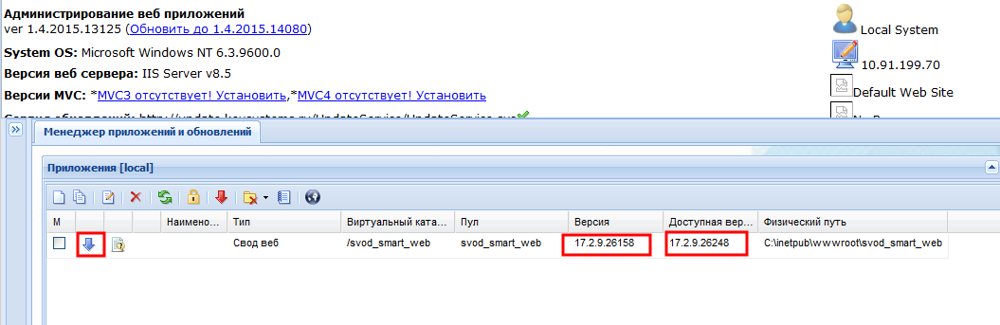 Администрирование веб приложений
ver 1.4.2015.13125 (Обновить до 1.4.2015.14080)
System OS: Microsoft Windows NT 6.3.9600.0
Версия веб сервера: IIS Server v8.5
Версии MVC: *MVC3 отсутствует! Установить,*MVC4 отсутствует! Установить
Local System
10.91.199.70
Default Web Site
Менеджер приложений и обновлений
Приложения [local]
М Наимено... Тип Виртуальный ката... Пул Версия Доступная вер... Физический путь
Свод веб /svod_smart_web svod_smart_web 17.2.9.26158 17.2.9.26248 C:\inetpub\wwwroot\svod_smart_web